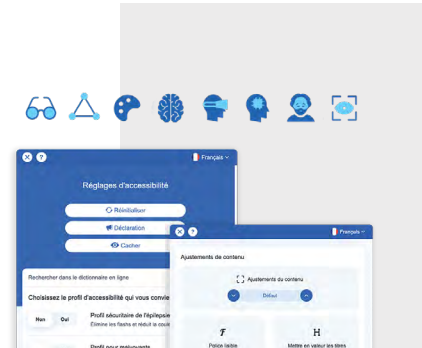 Français
Réglages d'accessibilité
Réinitialiser
Déclaration
Cacher
Rechercher dans le dictionnaire en ligne
Choisissez le profil d'accessibilité qui vous convie
Non Oui
Profil sécuritaire de l'épilepsie
Élimine les flashs et réduit la coule
Profil pour malvoyants
Français
Ajustements de contenu
Ajustements du contenu
Défaut
F
Police lisible
H
Mettre en valeur les titres